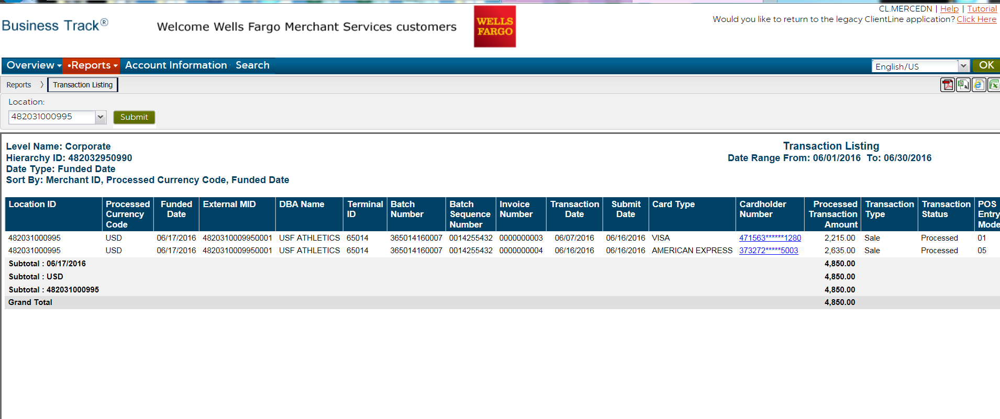 CL.MERCEDN | Help | Tutorial
Would you like to return to the legacy ClientLine application? Click Here
Business Track®
Welcome Wells Fargo Merchant Services customers
WELLS
FARGO
Overview •Reports Account Information Search
English/US OK
Reports > Transaction Listing
Location:
482031000995 Submit
Level Name: Corporate
Hierarchy ID: 482032950990
Date Type: Funded Date
Sort By: Merchant ID, Processed Currency Code, Funded Date
Transaction Listing
Date Range From: 06/01/2016 To: 06/30/2016
Location ID Processed Currency Code Funded Date External MID DBA Name Terminal ID Batch Number Batch Sequence Number Invoice Number Transaction Date Submit Date Card Type Cardholder Number Processed Transaction Amount Transaction Type Transaction Status POS Entry Mode
482031000995 USD 06/17/2016 4820310009950001 USF ATHLETICS 65014 365014160007 0014255432 0000000003 06/07/2016 06/16/2016 VISA 471563******1280 2,215.00 Sale Processed 01
482031000995 USD 06/17/2016 4820310009950001 USF ATHLETICS 65014 365014160007 0014255432 0000000004 06/16/2016 06/16/2016 AMERICAN EXPRESS 373272*****5003 2,635.00 Sale Processed 05
Subtotal : 06/17/2016 4,850.00
Subtotal : USD 4,850.00
Subtotal : 482031000995 4,850.00
Grand Total 4,850.00